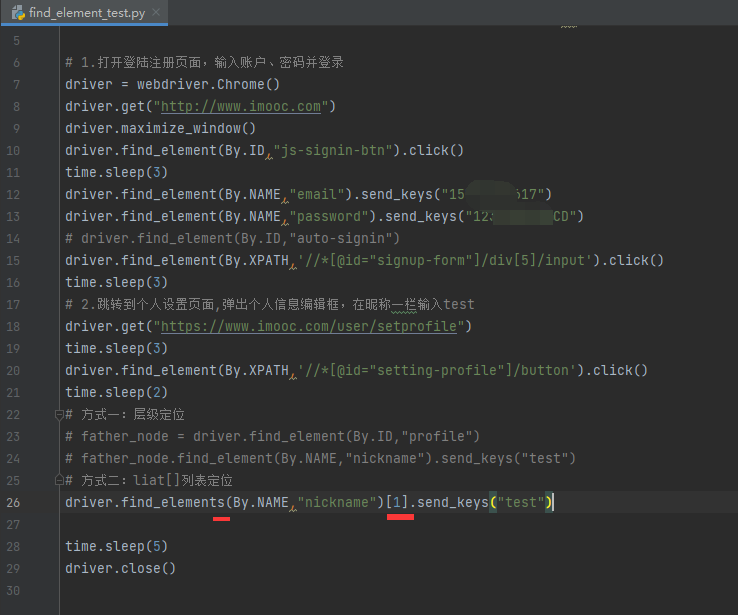 find_element_test.py
5
6 # 1.打开登陆注册页面，输入账户、密码并登录
7 driver = webdriver.Chrome()
8 driver.get("http://www.imooc.com")
9 driver.maximize_window()
10 driver.find_element(By.ID,"js-signin-btn").click()
11 time.sleep(3)
12 driver.find_element(By.NAME,"email").send_keys("15 617")
13 driver.find_element(By.NAME,"password").send_keys("123 CD")
14 # driver.find_element(By.ID,"auto-signin")
15 driver.find_element(By.XPATH,'//*[@id="signup-form"]/div[5]/input').click()
16 time.sleep(3)
17 # 2.跳转到个人设置页面,弹出个人信息编辑框，在昵称一栏输入test
18 driver.get("https://www.imooc.com/user/setprofile")
19 time.sleep(3)
20 driver.find_element(By.XPATH,'//*[@id="setting-profile"]/button').click()
21 time.sleep(2)
22 # 方式一：层级定位
23 # father_node = driver.find_element(By.ID,"profile")
24 # father_node.find_element(By.NAME,"nickname").send_keys("test")
25 # 方式二：liat[]列表定位
26 driver.find_elements(By.NAME,"nickname")[1].send_keys("test")
27
28 time.sleep(5)
29 driver.close()
30